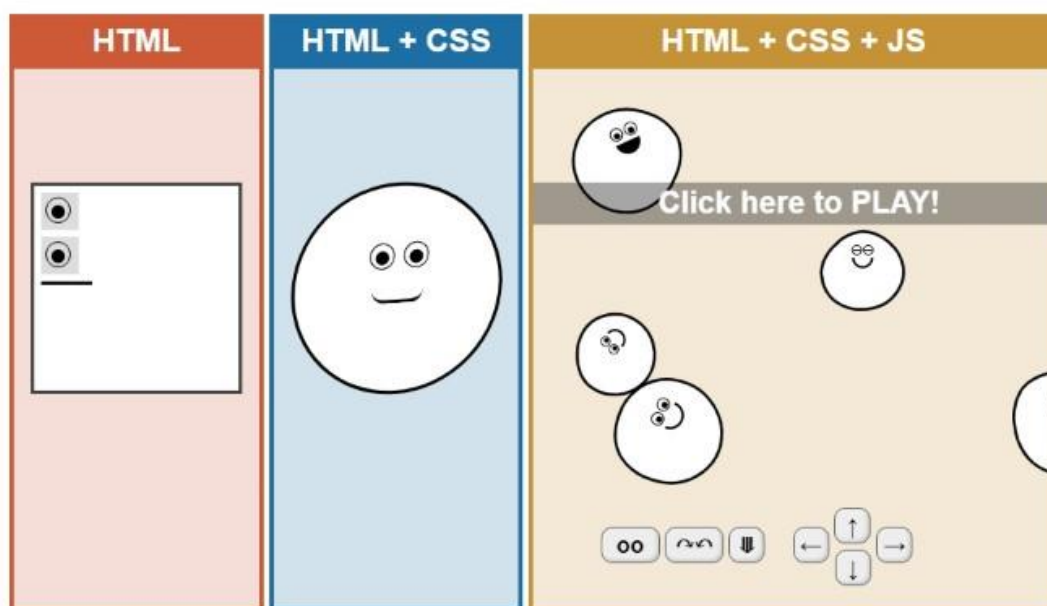 HTML
HTML + CSS
HTML + CSS + JS
Click here to PLAY!
oo
← ↑ ↓ →